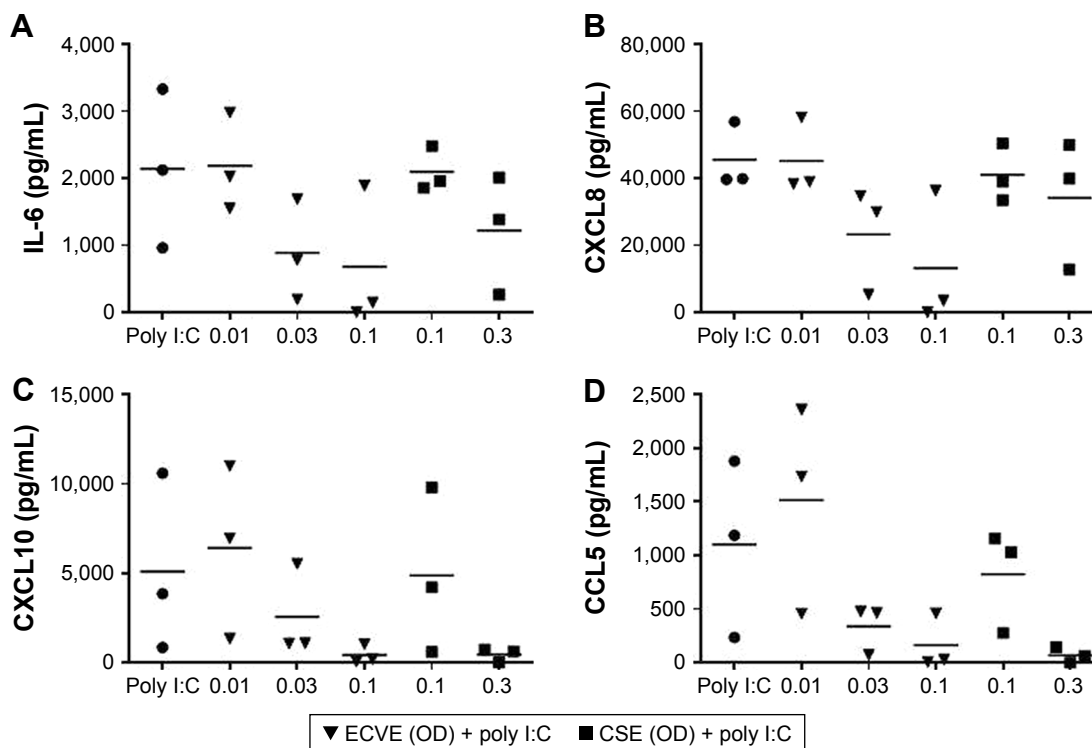 A
IL-6 (pg/mL)
4,000
3,000
2,000
1,000
0
Poly I:C 0.01 0.03 0.1 0.1 0.3
B
CXCL8 (pg/mL)
80,000
60,000
40,000
20,000
0
Poly I:C 0.01 0.03 0.1 0.1 0.3
C
CXCL10 (pg/mL)
15,000
10,000
5,000
0
Poly I:C 0.01 0.03 0.1 0.1 0.3
D
CCL5 (pg/mL)
2,500
2,000
1,500
1,000
500
0
Poly I:C 0.01 0.03 0.1 0.1 0.3
ECVE (OD) + poly I:C CSE (OD) + poly I:C